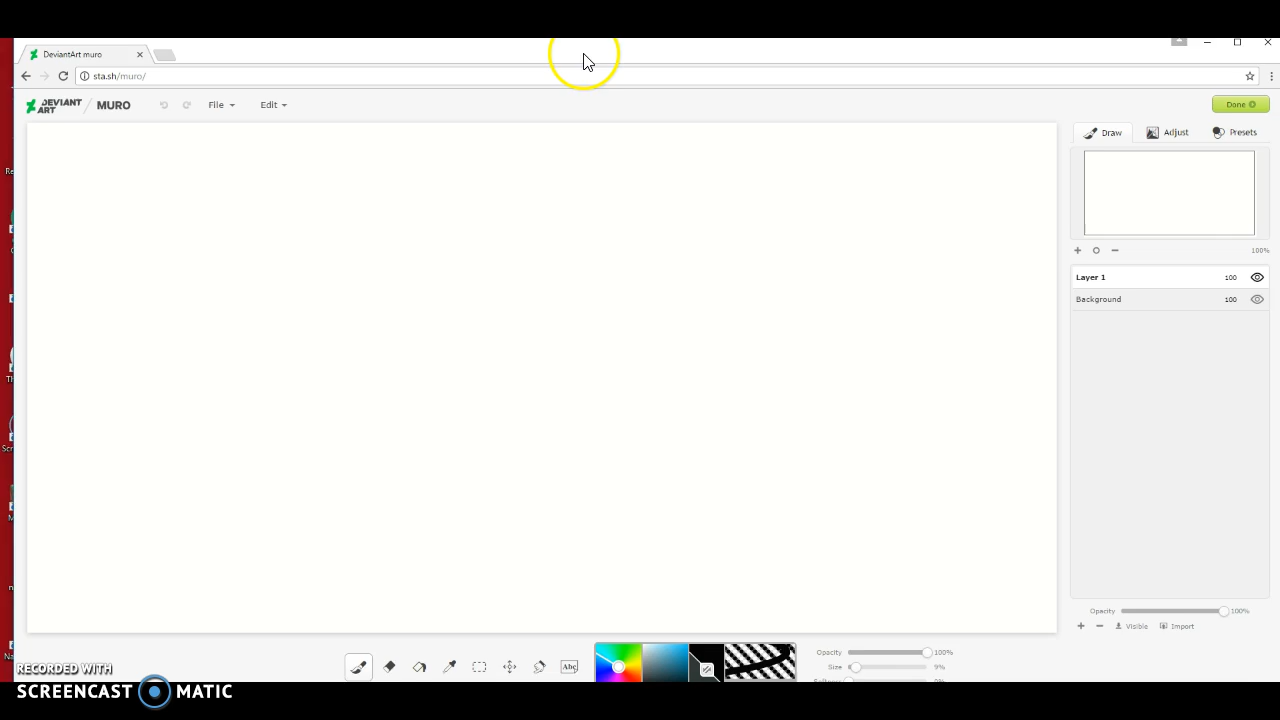 DeviantArt muro
sta.sh/muro/
DEVIANT ART / MURO File Edit Done
Draw Adjust Presets
100%
Layer 1 100
Background 100
Opacity 100%
Visible Import
Abc
Opacity 100%
Size 9%
RECORDED WITH
SCREENCAST MATIC